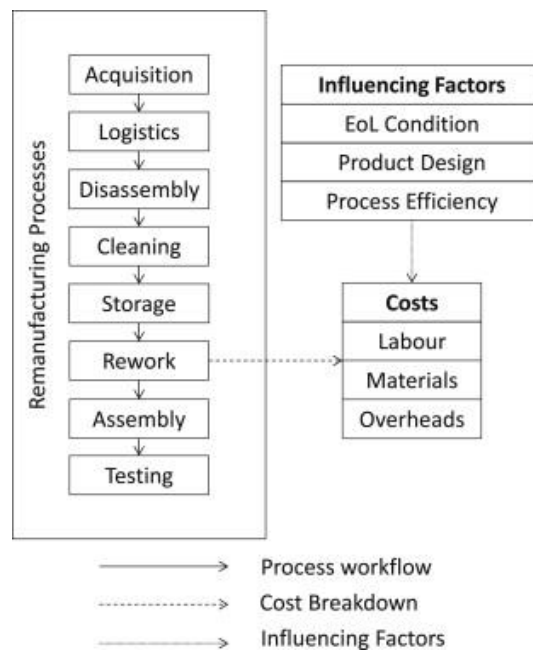 Remanufacturing Processes
Acquisition
Logistics
Disassembly
Cleaning
Storage
Rework
Assembly
Testing
Influencing Factors
EoL Condition
Product Design
Process Efficiency
Costs
Labour
Materials
Overheads
Process workflow
Cost Breakdown
Influencing Factors